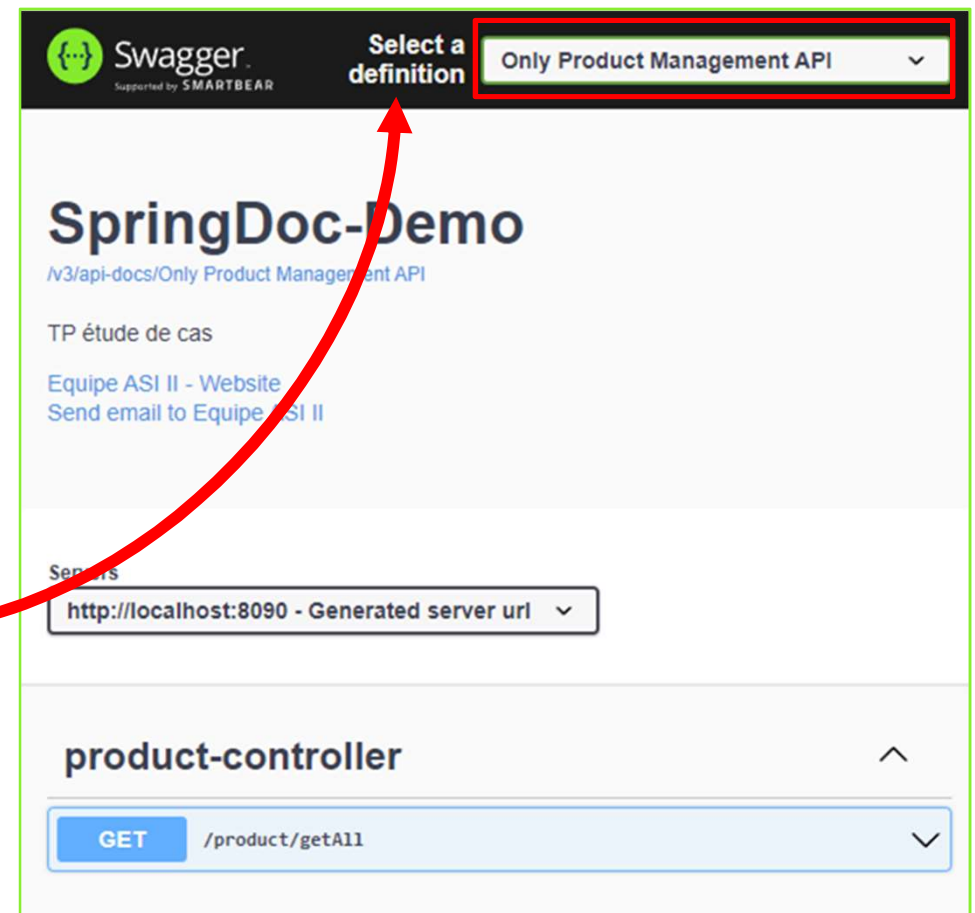 {...} Swagger.
Supported by SMARTBEAR
Select a
definition
Only Product Management API
SpringDoc-Demo
/v3/api-docs/Only Product Management API
TP étude de cas
Equipe ASI II - Website
Send email to Equipe ASI II
Servers
http://localhost:8090 - Generated server url
product-controller
GET /product/getAll